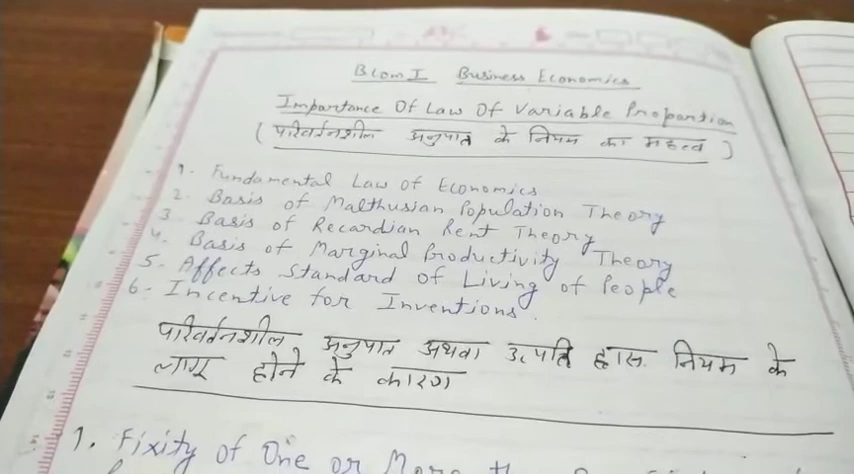 BCom I Business Economics
Importance Of Law Of Variable Propartion
( परिवर्तनशील अनुपात के नियम का महत्व )
1. Fundamental Law of Economics
2. Basis of Malthusian Population Theory
3. Basis of Recardian Rent Theory
4. Basis of Marginal Productivity Theory
5. Affects Standard of Living of People
6. Incentive for Inventions.
परिवर्तनशील अनुपात अथवा उत्पत्ति ह्रास नियम के
लागू होने के कारण
1. Fixity of One or More